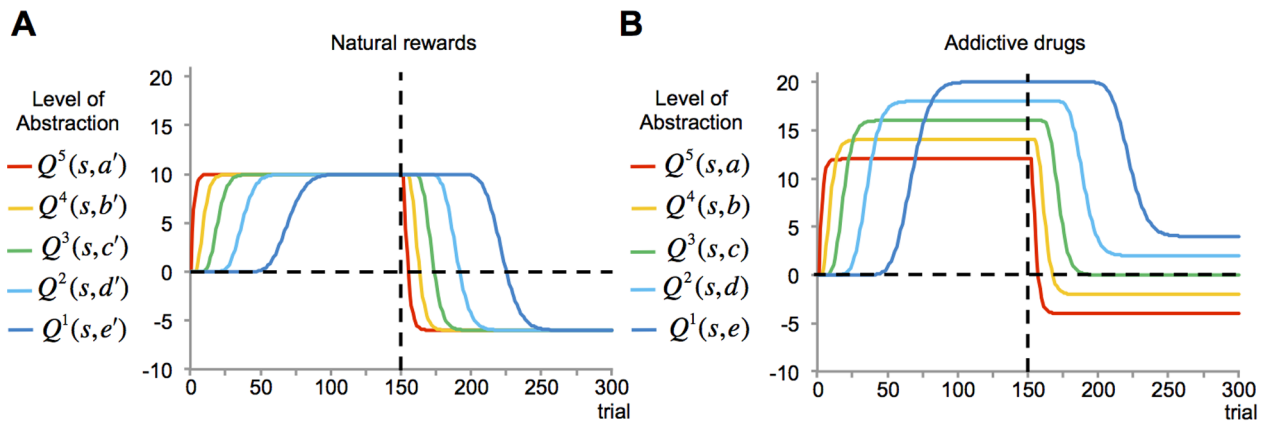 A
Natural rewards
Level of
Abstraction
Q⁵(s,a′)
Q⁴(s,b′)
Q³(s,c′)
Q²(s,d′)
Q¹(s,e′)
20
15
10
5
0
-5
-10
0
50
100
150
200
250
300
trial
B
Addictive drugs
Level of
Abstraction
Q⁵(s,a)
Q⁴(s,b)
Q³(s,c)
Q²(s,d)
Q¹(s,e)
20
15
10
5
0
-5
-10
0
50
100
150
200
250
300
trial